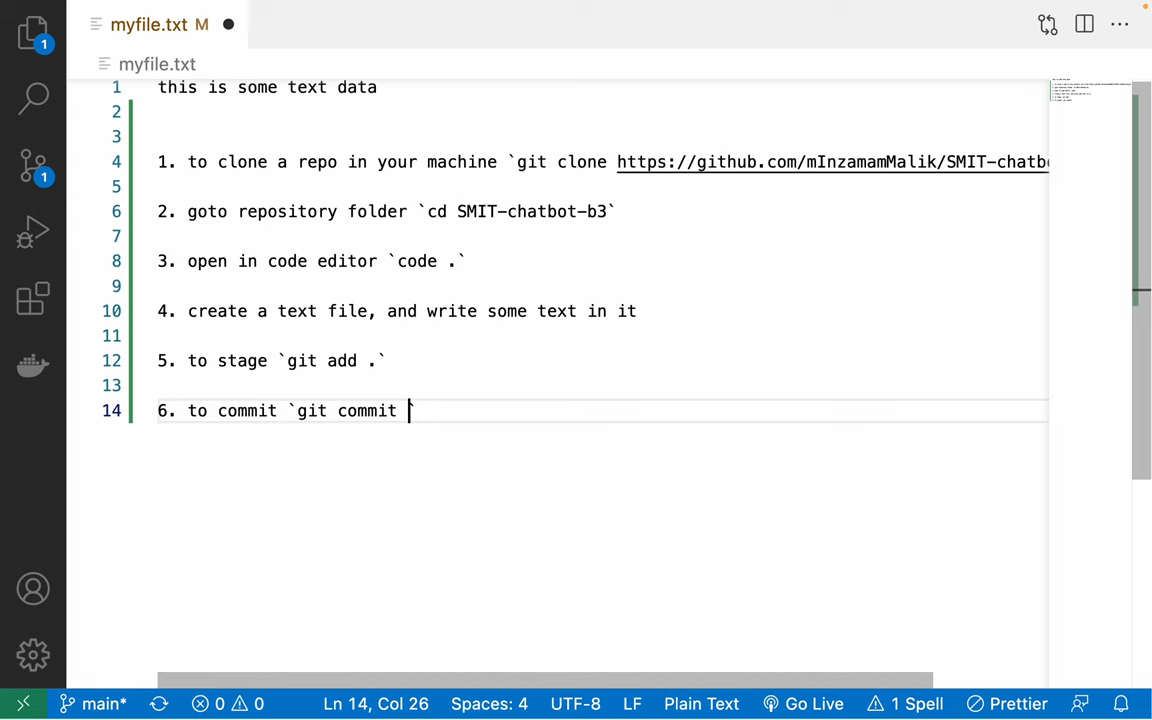 myfile.txt M
myfile.txt
1 this is some text data
2
3
4 1. to clone a repo in your machine `git clone https://github.com/mInzamamMalik/SMIT-chatb
5
6 2. goto repository folder `cd SMIT-chatbot-b3`
7
8 3. open in code editor `code .`
9
10 4. create a text file, and write some text in it
11
12 5. to stage `git add .`
13
14 6. to commit `git commit `
1
1
main* 0 0 Ln 14, Col 26 Spaces: 4 UTF-8 LF Plain Text Go Live 1 Spell Prettier